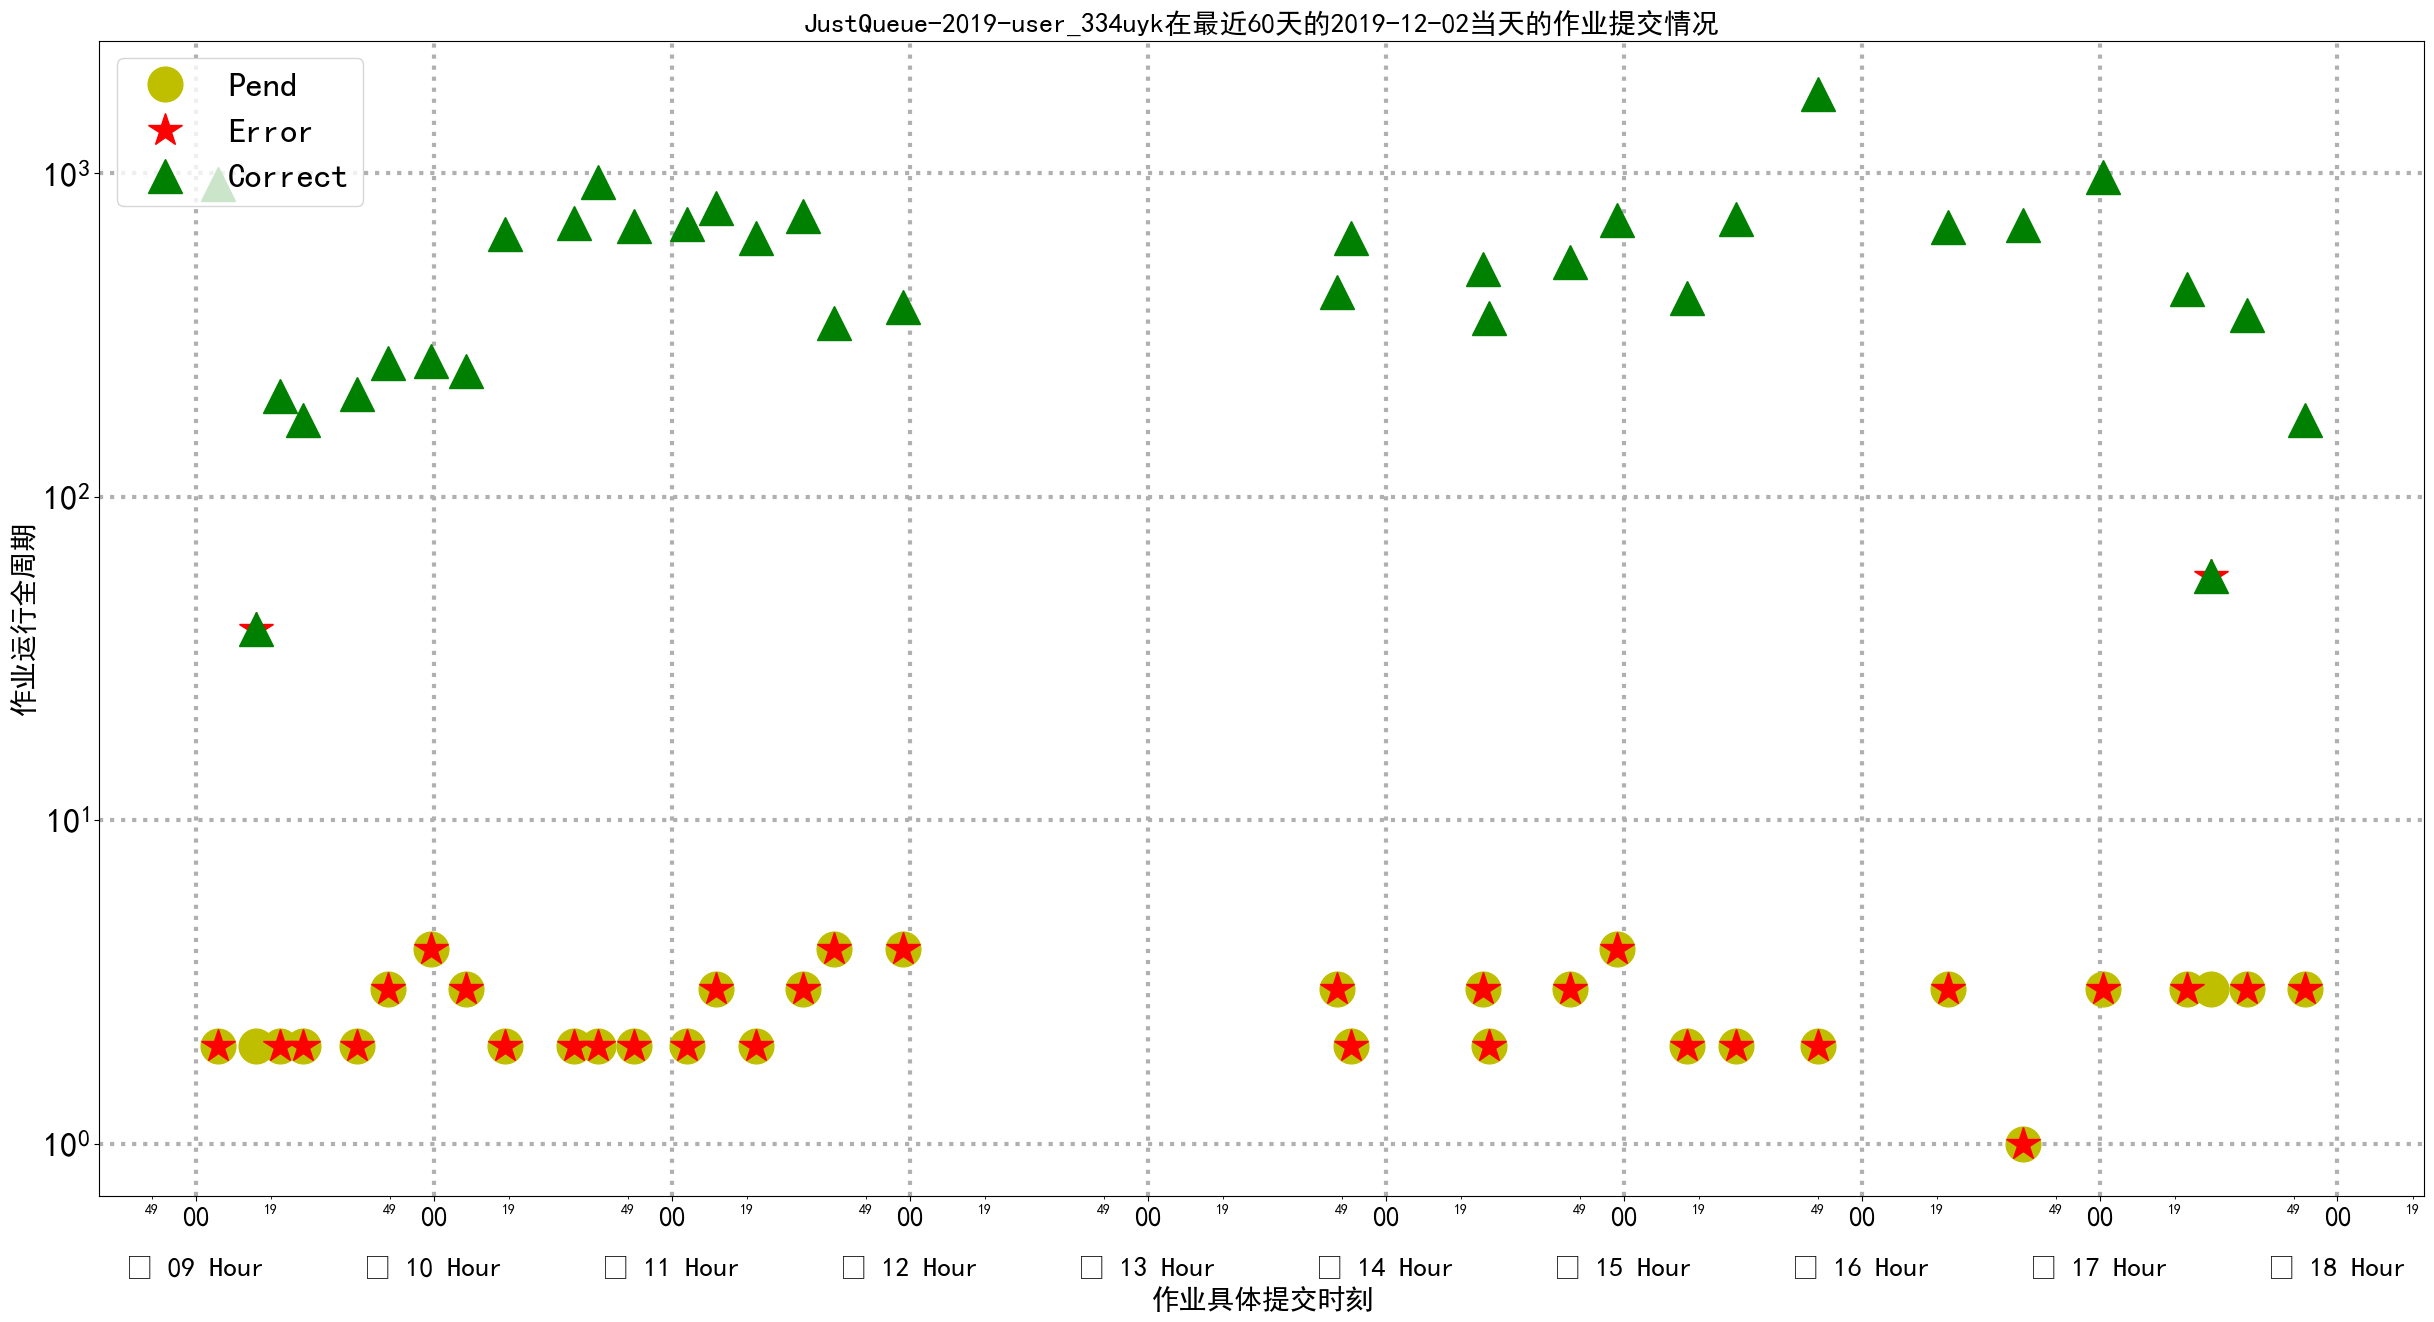 JustQueue-2019-user_334uyk在最近60天的2019-12-02当天的作业提交情况
Pend
Error
Correct
10³
10²
10¹
10⁰
作业运行全周期
49 00 19 49 00 19 49 00 19 49 00 19 49 00 19 49 00 19 49 00 19 49 00 19 49 00 19 49 00 19
□ 09 Hour □ 10 Hour □ 11 Hour □ 12 Hour □ 13 Hour □ 14 Hour □ 15 Hour □ 16 Hour □ 17 Hour □ 18 Hour
作业具体提交时刻